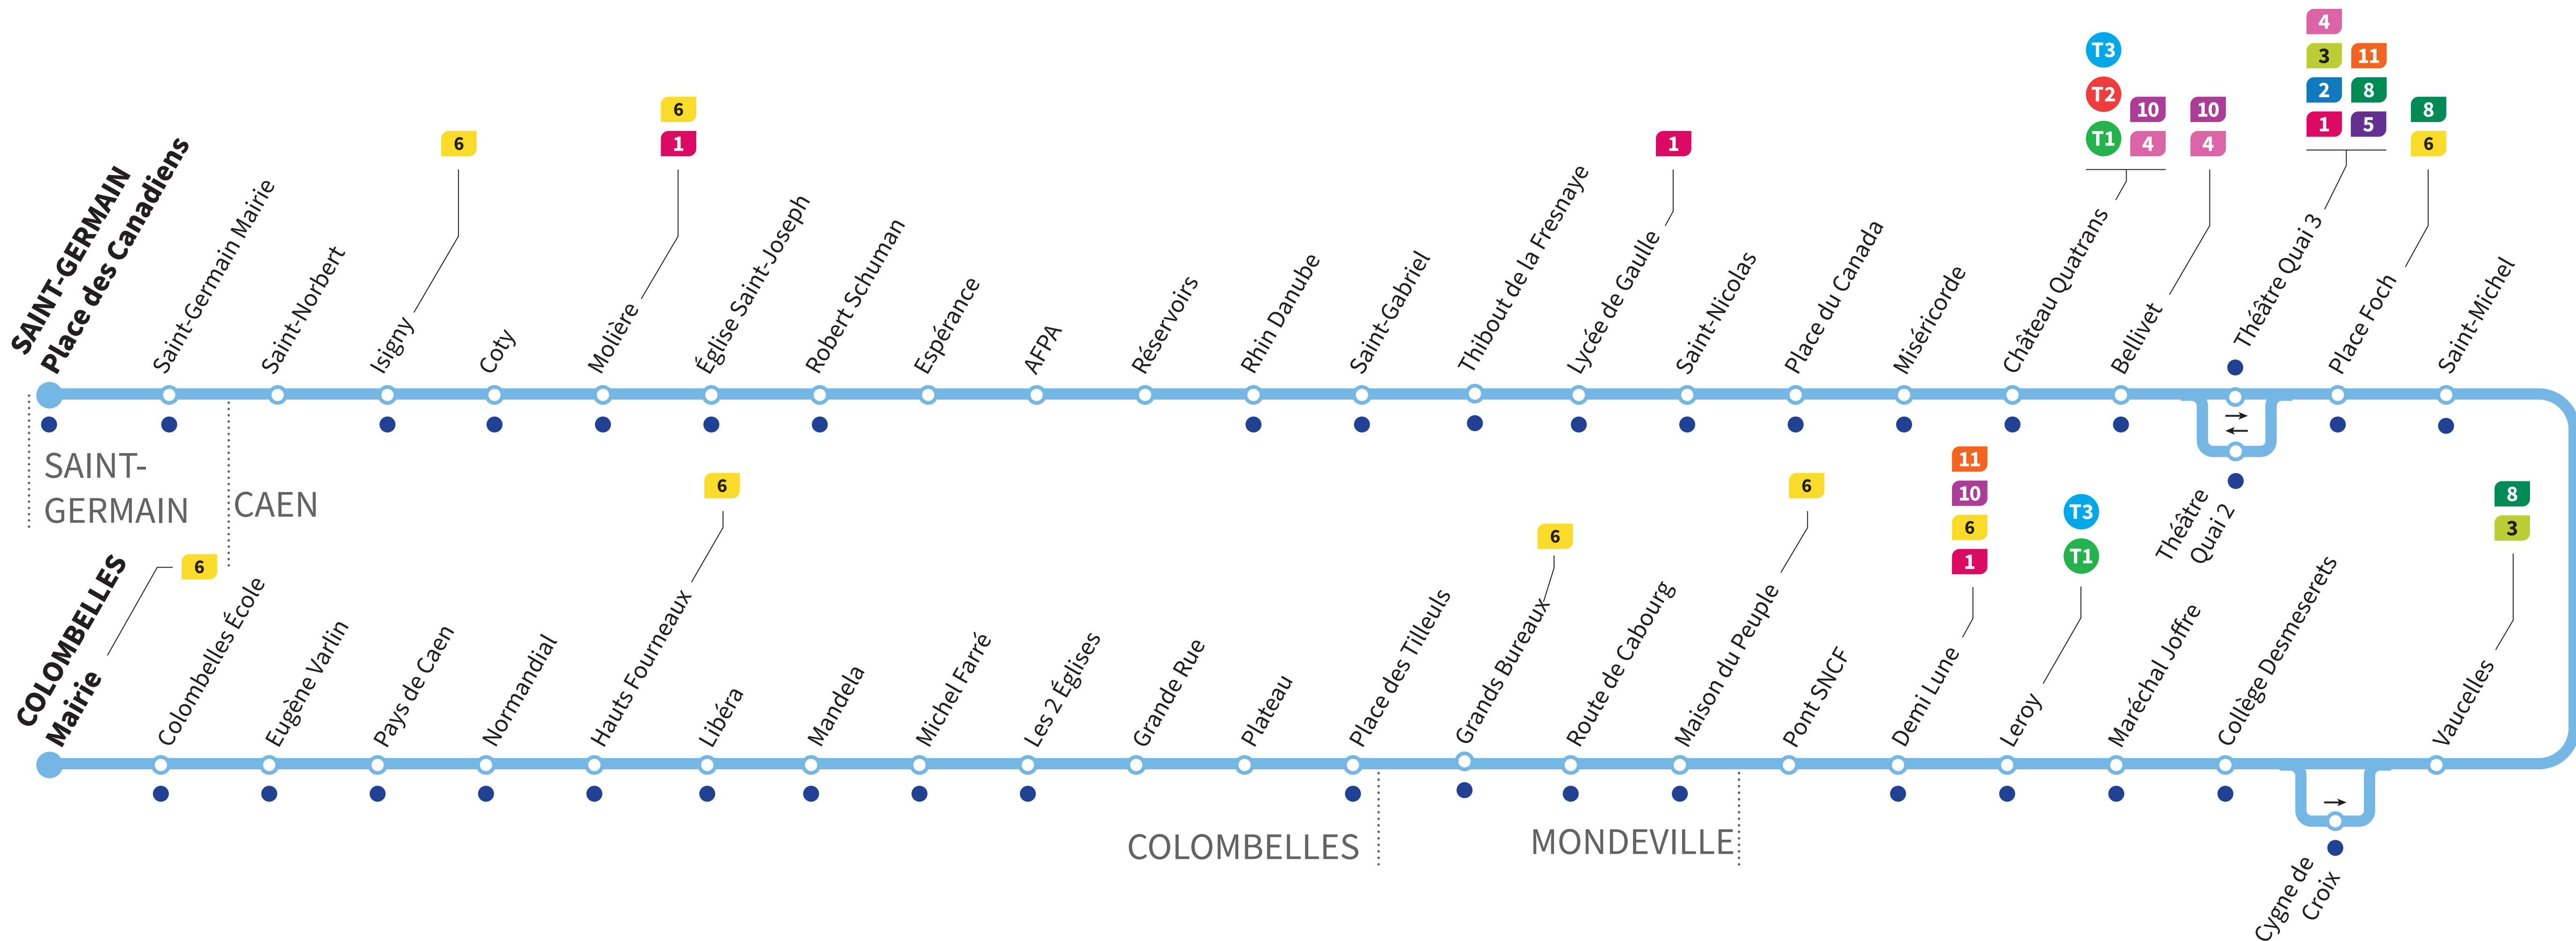 SAINT-GERMAIN
Place des Canadiens
Saint-Germain Mairie
Saint-Norbert
Isigny
6
Coty
Molière
6
1
Église Saint-Joseph
Robert Schuman
Espérance
AFPA
Réservoirs
Rhin Danube
Saint-Gabriel
Thibout de la Fresnaye
Lycée de Gaulle
1
Saint-Nicolas
Place du Canada
Miséricorde
Château Quatrans
T3
T2
10
T1
4
Bellivet
10
4
Théâtre Quai 3
4
3
11
2
8
1
5
Place Foch
8
6
Saint-Michel
Théâtre
Quai 2
SAINT-
GERMAIN
CAEN
COLOMBELLES
Mairie
6
Colombelles École
Eugène Varlin
Pays de Caen
Normandial
Hauts Fourneaux
6
Libéra
Mandela
Michel Farré
Les 2 Églises
Grande Rue
Plateau
Place des Tilleuls
Grands Bureaux
6
Route de Cabourg
Maison du Peuple
6
Pont SNCF
Demi Lune
11
10
6
1
Leroy
T3
T1
Maréchal Joffre
Collège Desmeserets
Vaucelles
8
3
Cygne de
Croix
COLOMBELLES
MONDEVILLE